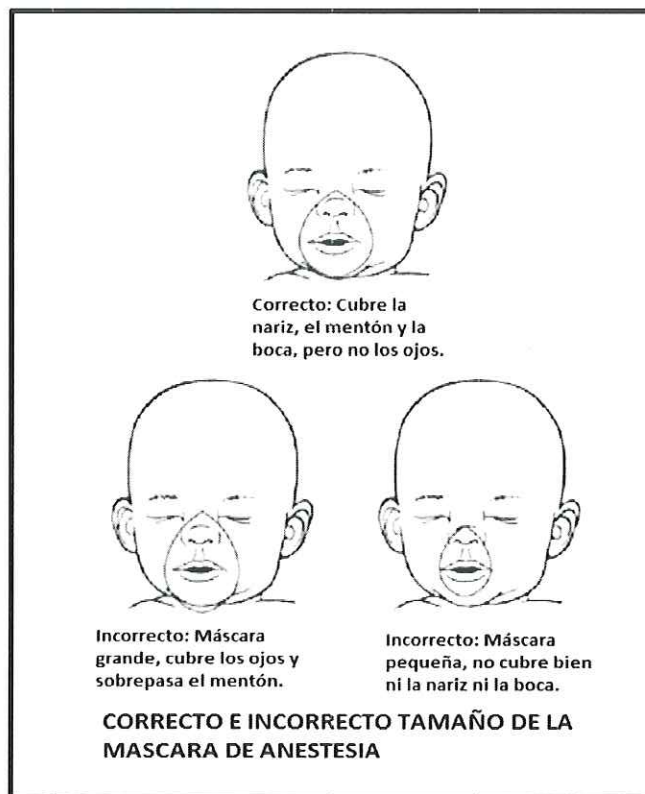 Correcto: Cubre la
nariz, el mentón y la
boca, pero no los ojos.
Incorrecto: Máscara
grande, cubre los ojos y
sobrepasa el mentón.
Incorrecto: Máscara
pequeña, no cubre bien
ni la nariz ni la boca.
CORRECTO E INCORRECTO TAMAÑO DE LA
MASCARA DE ANESTESIA